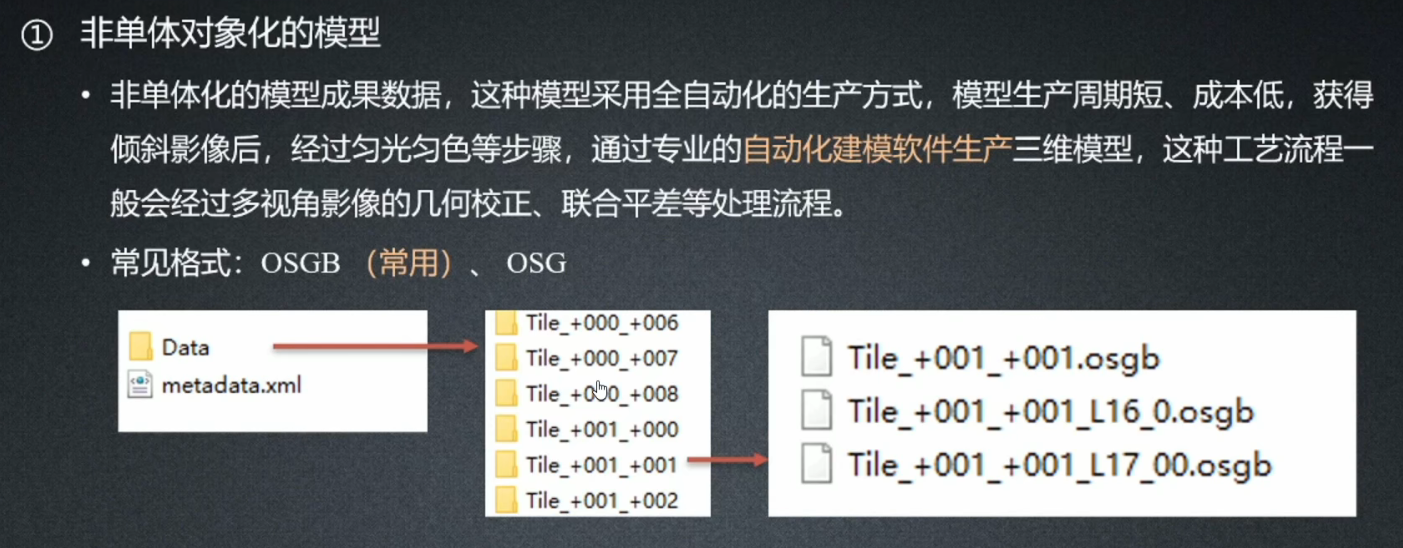 ① 非单体对象化的模型
• 非单体化的模型成果数据，这种模型采用全自动化的生产方式，模型生产周期短、成本低，获得
倾斜影像后，经过匀光匀色等步骤，通过专业的自动化建模软件生产三维模型，这种工艺流程一
般会经过多视角影像的几何校正、联合平差等处理流程。
• 常见格式：OSGB （常用）、 OSG
Data
metadata.xml
Tile_+000_+006
Tile_+000_+007
Tile_+000_+008
Tile_+001_+000
Tile_+001_+001
Tile_+001_+002
Tile_+001_+001.osgb
Tile_+001_+001_L16_0.osgb
Tile_+001_+001_L17_00.osgb